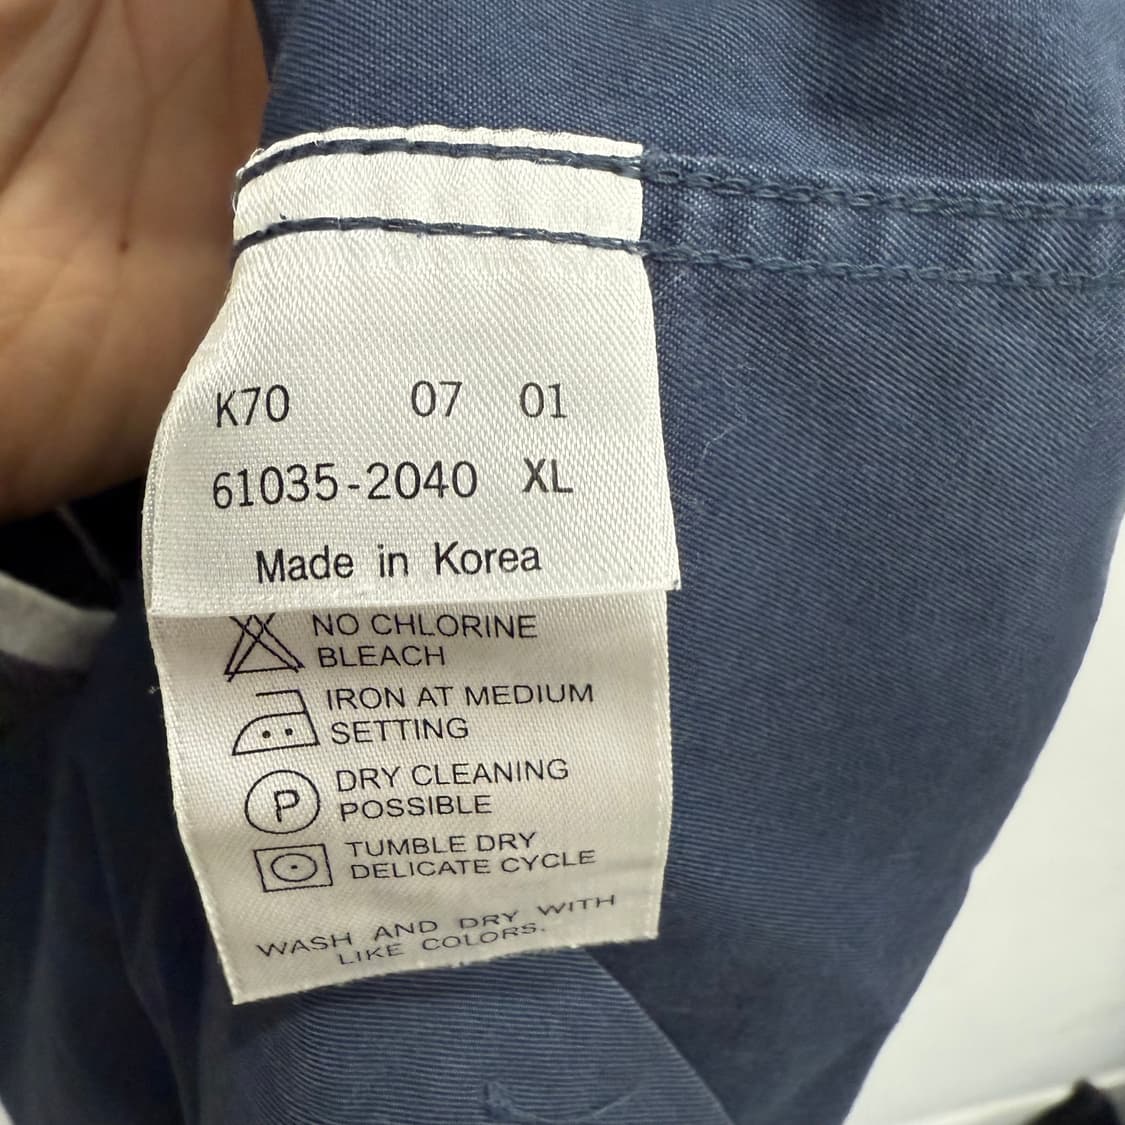 K70 07 01
61035-2040 XL
Made in Korea
NO CHLORINE
BLEACH
IRON AT MEDIUM
SETTING
P
DRY CLEANING
POSSIBLE
TUMBLE DRY
DELICATE CYCLE
WASH AND DRY WITH
LIKE COLORS.